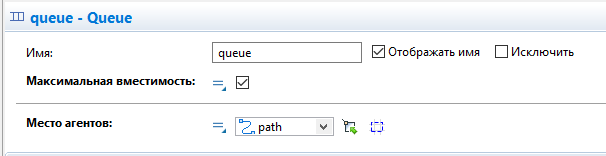 queue - Queue
Имя: queue Отображать имя Исключить
Максимальная вместимость:
Место агентов: path